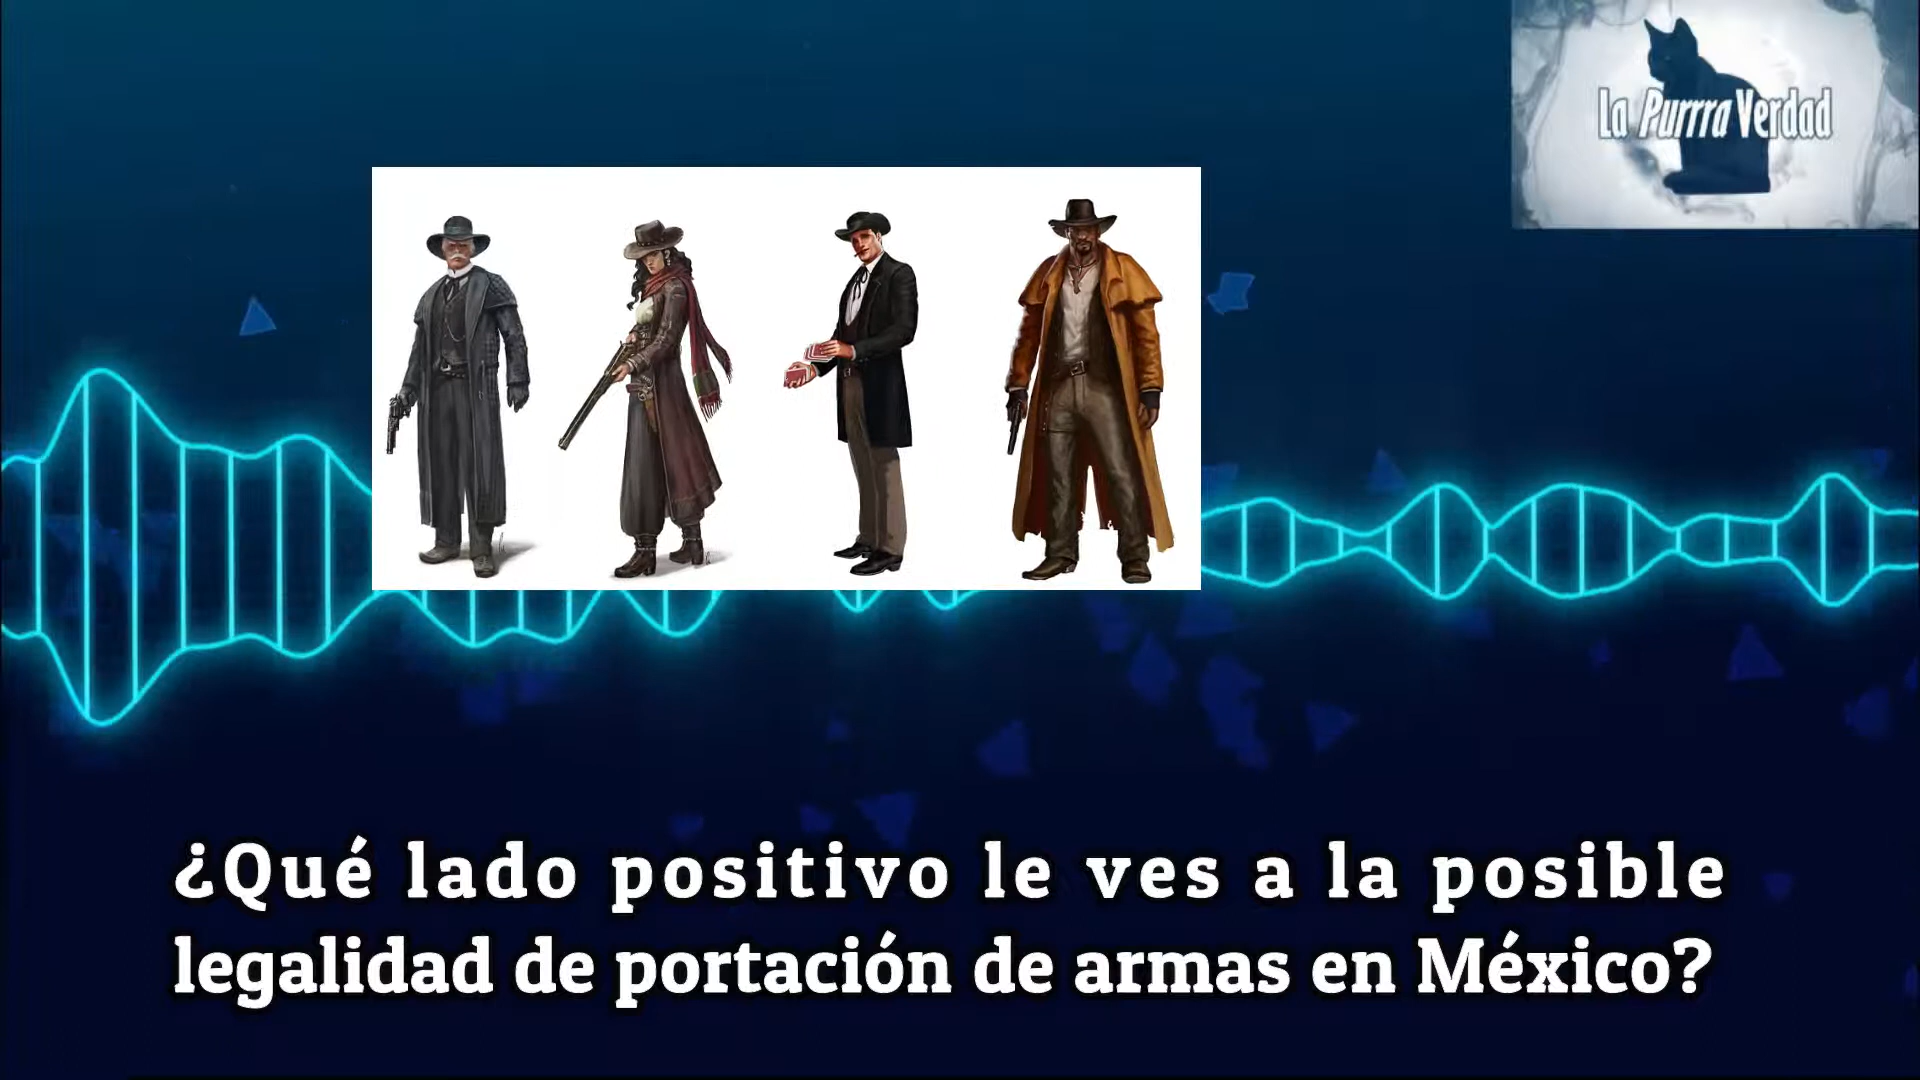 La Purrra Verdad
¿Qué lado positivo le ves a la posible
legalidad de portación de armas en México?